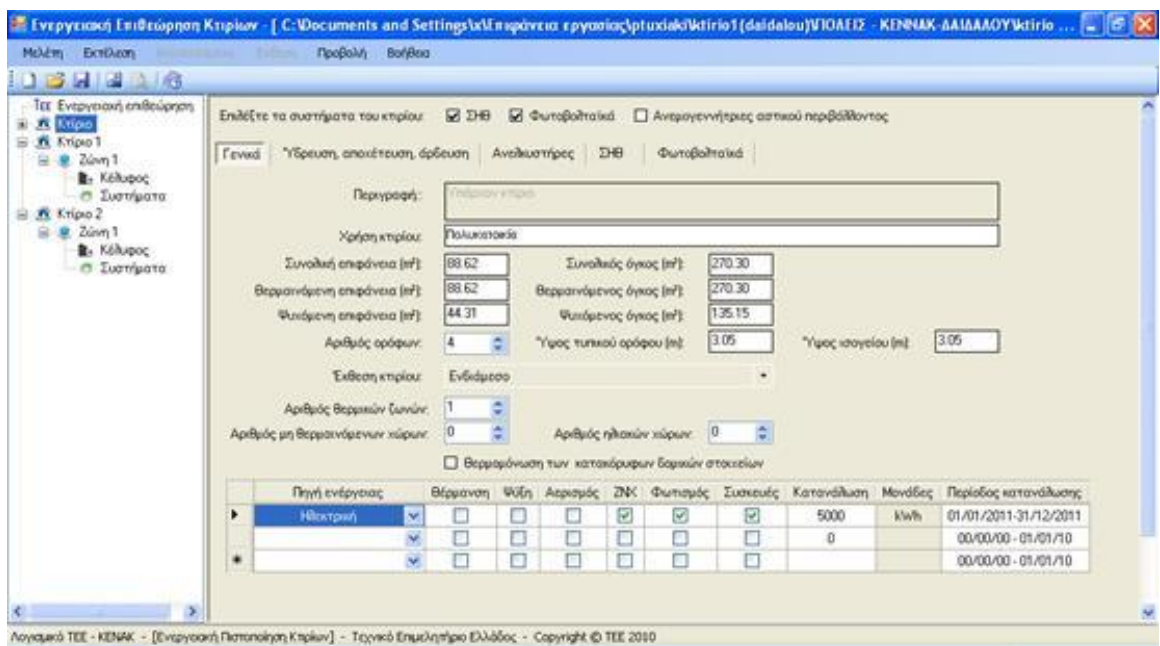 Ενεργειακή Επιθεώρηση Κτιρίων - [ C:\Documents and Settings\x\Επιφάνεια εργασίας\ptuxiaki\ktirio1(daidalou)\ΠΟΛΕΙΣ - KENNAK-ΔΑΙΔΑΛΟΥ\ktirio ...
Μελέτη Εκτέλεση Προβολή Βοήθεια
ΤΕΕ Ενεργειακή επιθεώρηση
Κτίριο
Κτίριο 1
Ζώνη 1
Κέλυφος
Συστήματα
Κτίριο 2
Ζώνη 1
Κέλυφος
Συστήματα
Επιλέξτε τα συστήματα του κτιρίου: ΣΗΘ Φωτοβολταϊκά Ανεμογεννήτριες αστικού περιβάλλοντος
Γενικά Ύδρευση, αποχέτευση, άρδευση Ανελκυστήρες ΣΗΘ Φωτοβολταϊκά
Περιγραφή: Υπάρχον κτίριο
Χρήση κτιρίου: Πολυκατοικία
Συνολική επιφάνεια (m²): 88.62 Συνολικός όγκος (m³): 270.30
Θερμαινόμενη επιφάνεια (m²): 88.62 Θερμαινόμενος όγκος (m³): 270.30
Ψυχόμενη επιφάνεια (m²): 44.31 Ψυχόμενος όγκος (m³): 135.15
Αριθμός ορόφων: 4 Ύψος τυπικού ορόφου (m): 3.05 Ύψος ισογείου (m): 3.05
Έκθεση κτιρίου: Ενδιάμεσο
Αριθμός θερμικών ζωνών: 1
Αριθμός μη θερμαινόμενων χώρων: 0 Αριθμός ηλιακών χώρων: 0
Θερμομόνωση των κατακόρυφων δομικών στοιχείων
Πηγή ενέργειας Θέρμανση Ψύξη Αερισμός ΖΝΧ Φωτισμός Συσκευές Κατανάλωση Μονάδες Περίοδος κατανάλωσης
Ηλεκτρική 5000 kWh 01/01/2011-31/12/2011
0 00/00/00 - 01/01/10
00/00/00 - 01/01/10
Λογισμικό ΤΕΕ - KENAK - [Ενεργειακή Πιστοποίηση Κτιρίων] - Τεχνικό Επιμελητήριο Ελλάδος - Copyright © TEE 2010